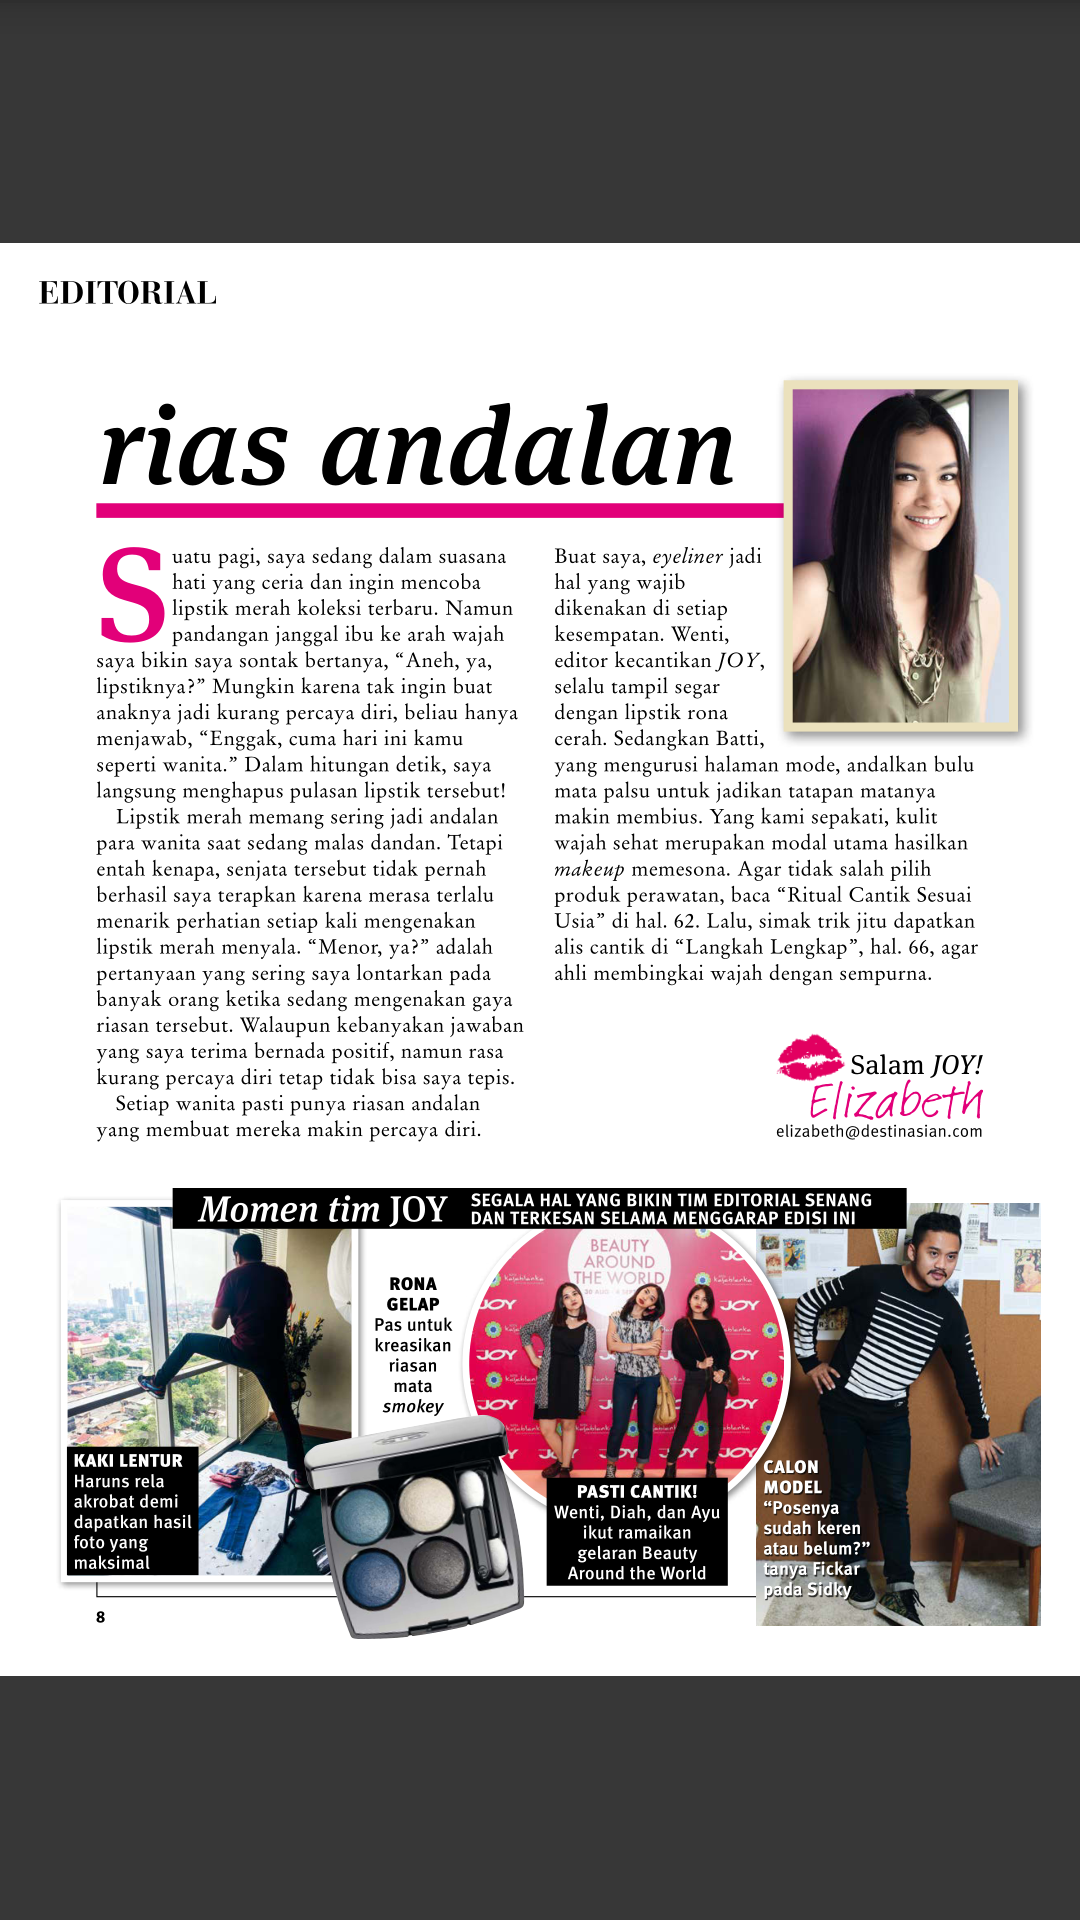 EDITORIAL
rias andalan
Suatu pagi, saya sedang dalam suasana
hati yang ceria dan ingin mencoba
lipstik merah koleksi terbaru. Namun
pandangan janggal ibu ke arah wajah
saya bikin saya sontak bertanya, “Aneh, ya,
lipstiknya?” Mungkin karena tak ingin buat
anaknya jadi kurang percaya diri, beliau hanya
menjawab, “Enggak, cuma hari ini kamu
seperti wanita.” Dalam hitungan detik, saya
langsung menghapus pulasan lipstik tersebut!
Lipstik merah memang sering jadi andalan
para wanita saat sedang malas dandan. Tetapi
entah kenapa, senjata tersebut tidak pernah
berhasil saya terapkan karena merasa terlalu
menarik perhatian setiap kali mengenakan
lipstik merah menyala. “Menor, ya?” adalah
pertanyaan yang sering saya lontarkan pada
banyak orang ketika sedang mengenakan gaya
riasan tersebut. Walaupun kebanyakan jawaban
yang saya terima bernada positif, namun rasa
kurang percaya diri tetap tidak bisa saya tepis.
Setiap wanita pasti punya riasan andalan
yang membuat mereka makin percaya diri.
Buat saya, eyeliner jadi
hal yang wajib
dikenakan di setiap
kesempatan. Wenti,
editor kecantikan JOY,
selalu tampil segar
dengan lipstik rona
cerah. Sedangkan Batti,
yang mengurusi halaman mode, andalkan bulu
mata palsu untuk jadikan tatapan matanya
makin membius. Yang kami sepakati, kulit
wajah sehat merupakan modal utama hasilkan
makeup memesona. Agar tidak salah pilih
produk perawatan, baca “Ritual Cantik Sesuai
Usia” di hal. 62. Lalu, simak trik jitu dapatkan
alis cantik di “Langkah Lengkap”, hal. 66, agar
ahli membingkai wajah dengan sempurna.
Salam JOY!
Elizabeth
elizabeth@destinasian.com
Momen tim JOY
SEGALA HAL YANG BIKIN TIM EDITORIAL SENANG
DAN TERKESAN SELAMA MENGGARAP EDISI INI
KAKI LENTUR
Haruns rela
akrobat demi
dapatkan hasil
foto yang
maksimal
RONA
GELAP
Pas untuk
kreasikan
riasan
mata
smokey
BEAUTY
AROUND
THE WORLD
JOY
JOY
JOY
JOY
JOY
JOY
JOY
PASTI CANTIK!
Wenti, Diah, dan Ayu
ikut ramaikan
gelaran Beauty
Around the World
CALON
MODEL
“Posenya
sudah keren
atau belum?”
tanya Fickar
pada Sidky
8